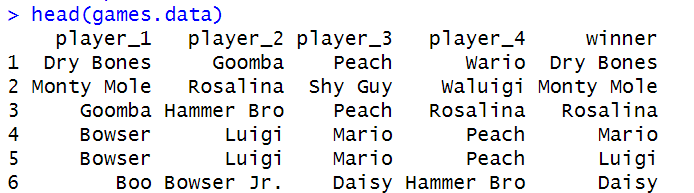 > head(games.data)
player_1 player_2 player_3 player_4 winner
1 Dry Bones Goomba Peach Wario Dry Bones
2 Monty Mole Rosalina Shy Guy Waluigi Monty Mole
3 Goomba Hammer Bro Peach Rosalina Rosalina
4 Bowser Luigi Mario Peach Mario
5 Bowser Luigi Mario Peach Luigi
6 Boo Bowser Jr. Daisy Hammer Bro Daisy